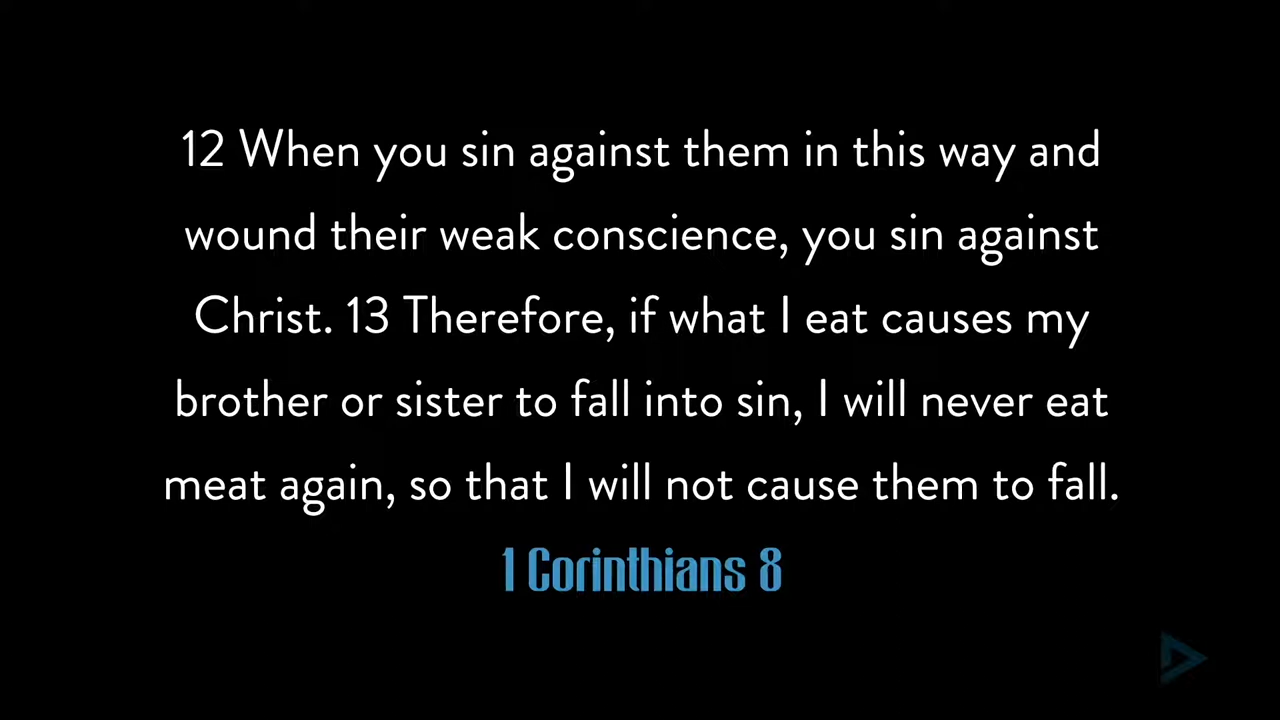 12 When you sin against them in this way and
wound their weak conscience, you sin against
Christ. 13 Therefore, if what I eat causes my
brother or sister to fall into sin, I will never eat
meat again, so that I will not cause them to fall.
1 Corinthians 8